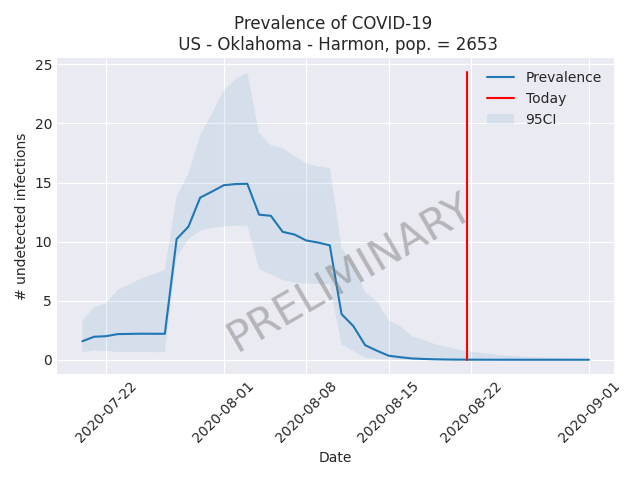 Prevalence of COVID-19
US - Oklahoma - Harmon, pop. = 2653
# undetected infections
25
20
15
10
5
0
Prevalence
Today
95CI
PRELIMINARY
2020-07-22
2020-08-01
2020-08-08
2020-08-15
2020-08-22
2020-09-01
Date